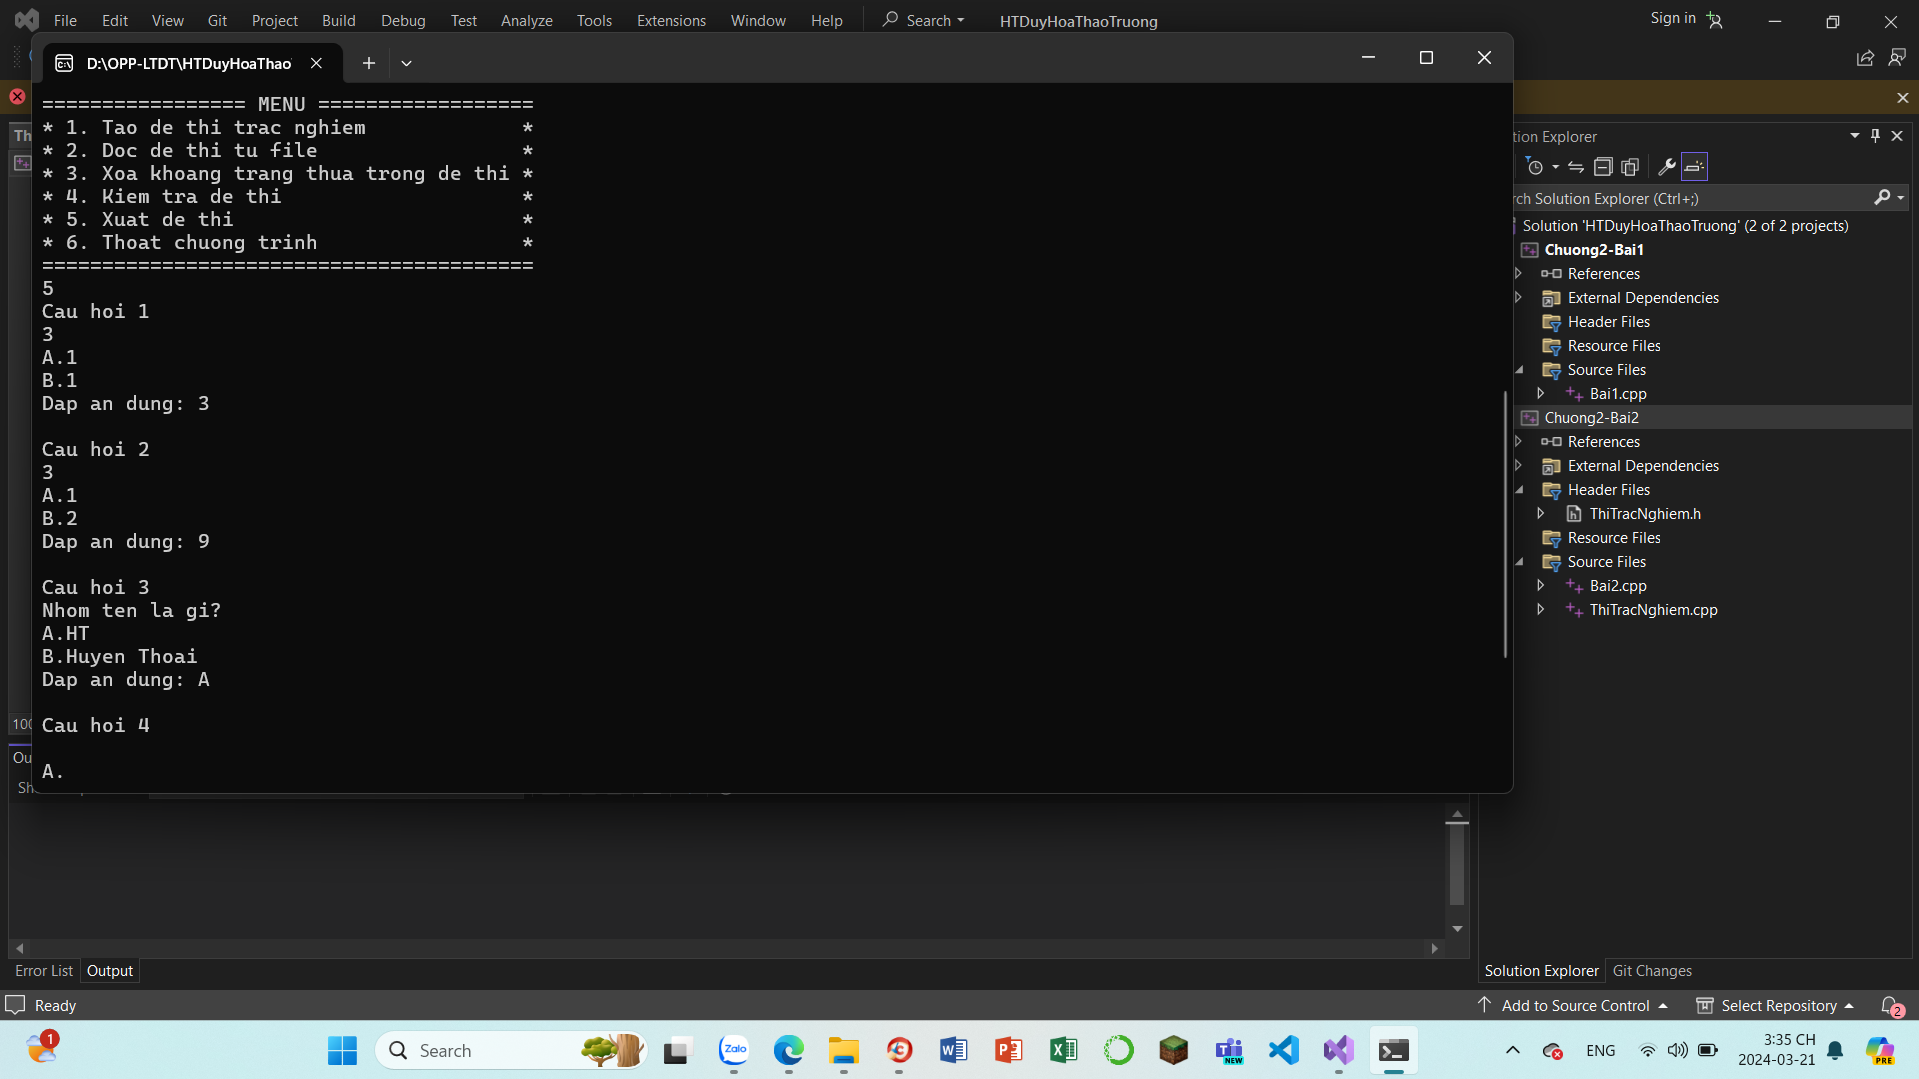 File Edit View Git Project Build Debug Test Analyze Tools Extensions Window Help Search HTDuyHoaThaoTruong Sign in
D:\OPP-LTDT\HTDuyHoaThao
================= MENU ==================
* 1. Tao de thi trac nghiem *
* 2. Doc de thi tu file *
* 3. Xoa khoang trang thua trong de thi *
* 4. Kiem tra de thi *
* 5. Xuat de thi *
* 6. Thoat chuong trinh *
=========================================
5
Cau hoi 1
3
A.1
B.1
Dap an dung: 3
Cau hoi 2
3
A.1
B.2
Dap an dung: 9
Cau hoi 3
Nhom ten la gi?
A.HT
B.Huyen Thoai
Dap an dung: A
Cau hoi 4
A.
Th
100
Ou
Sh
tion Explorer
rch Solution Explorer (Ctrl+;)
Solution 'HTDuyHoaThaoTruong' (2 of 2 projects)
Chuong2-Bai1
References
External Dependencies
Header Files
Resource Files
Source Files
Bai1.cpp
Chuong2-Bai2
References
External Dependencies
Header Files
ThiTracNghiem.h
Resource Files
Source Files
Bai2.cpp
ThiTracNghiem.cpp
Error List Output
Solution Explorer Git Changes
Ready
Add to Source Control Select Repository 2
1
Search
Zalo
NEW
ENG
3:35 CH
2024-03-21
PRE